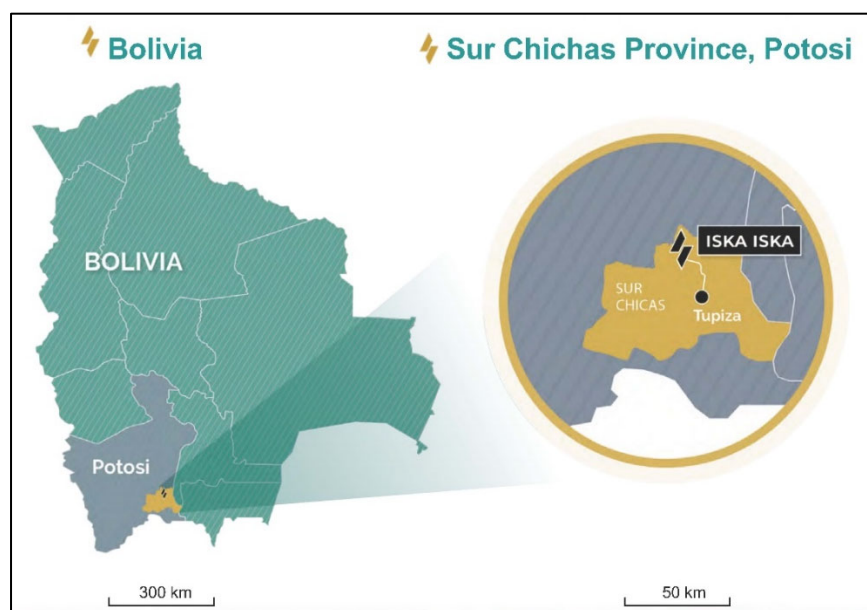 Bolivia
Sur Chichas Province, Potosi
BOLIVIA
Potosi
ISKA ISKA
SUR
CHICAS
Tupiza
300 km
50 km